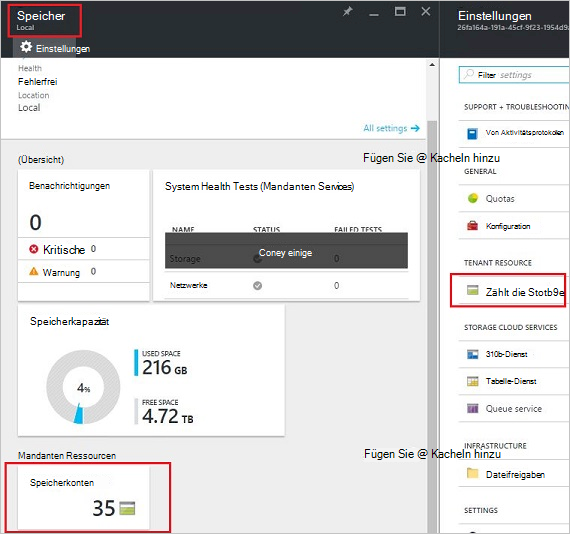 Speicher
Local
Einstellungen
Health
Fehlerfrei
Location
Local
All settings
(Übersicht)
Fügen Sie @ Kacheln hinzu
Benachrichtigungen
0
Kritische 0
Warnung 0
System Health Tests (Mandanten Services)
NAME STATUS FAILED TESTS
Storage 0
Coney einige
Netzwerke 0
Speicherkapazität
4%
USED SPACE
216 GB
FREE SPACE
4.72 TB
Mandanten Ressourcen
Fügen Sie @ Kacheln hinzu
Speicherkonten
35
Einstellungen
26fa164a-191a-45cf-9f23-1954d9a
Filter settings
SUPPORT + TROUBLESHOOTIN
Von Aktivitätsprotokolen
GENERAL
Quotas
Konfiguration
TENANT RESOURCE
Zählt die Stotb9e
STORAGE CLOUD SERVICES
310b-Dienst
Tabelle-Dienst
Queue service
INFRASTRUCTURE
Dateifreigaben
SETTINGS